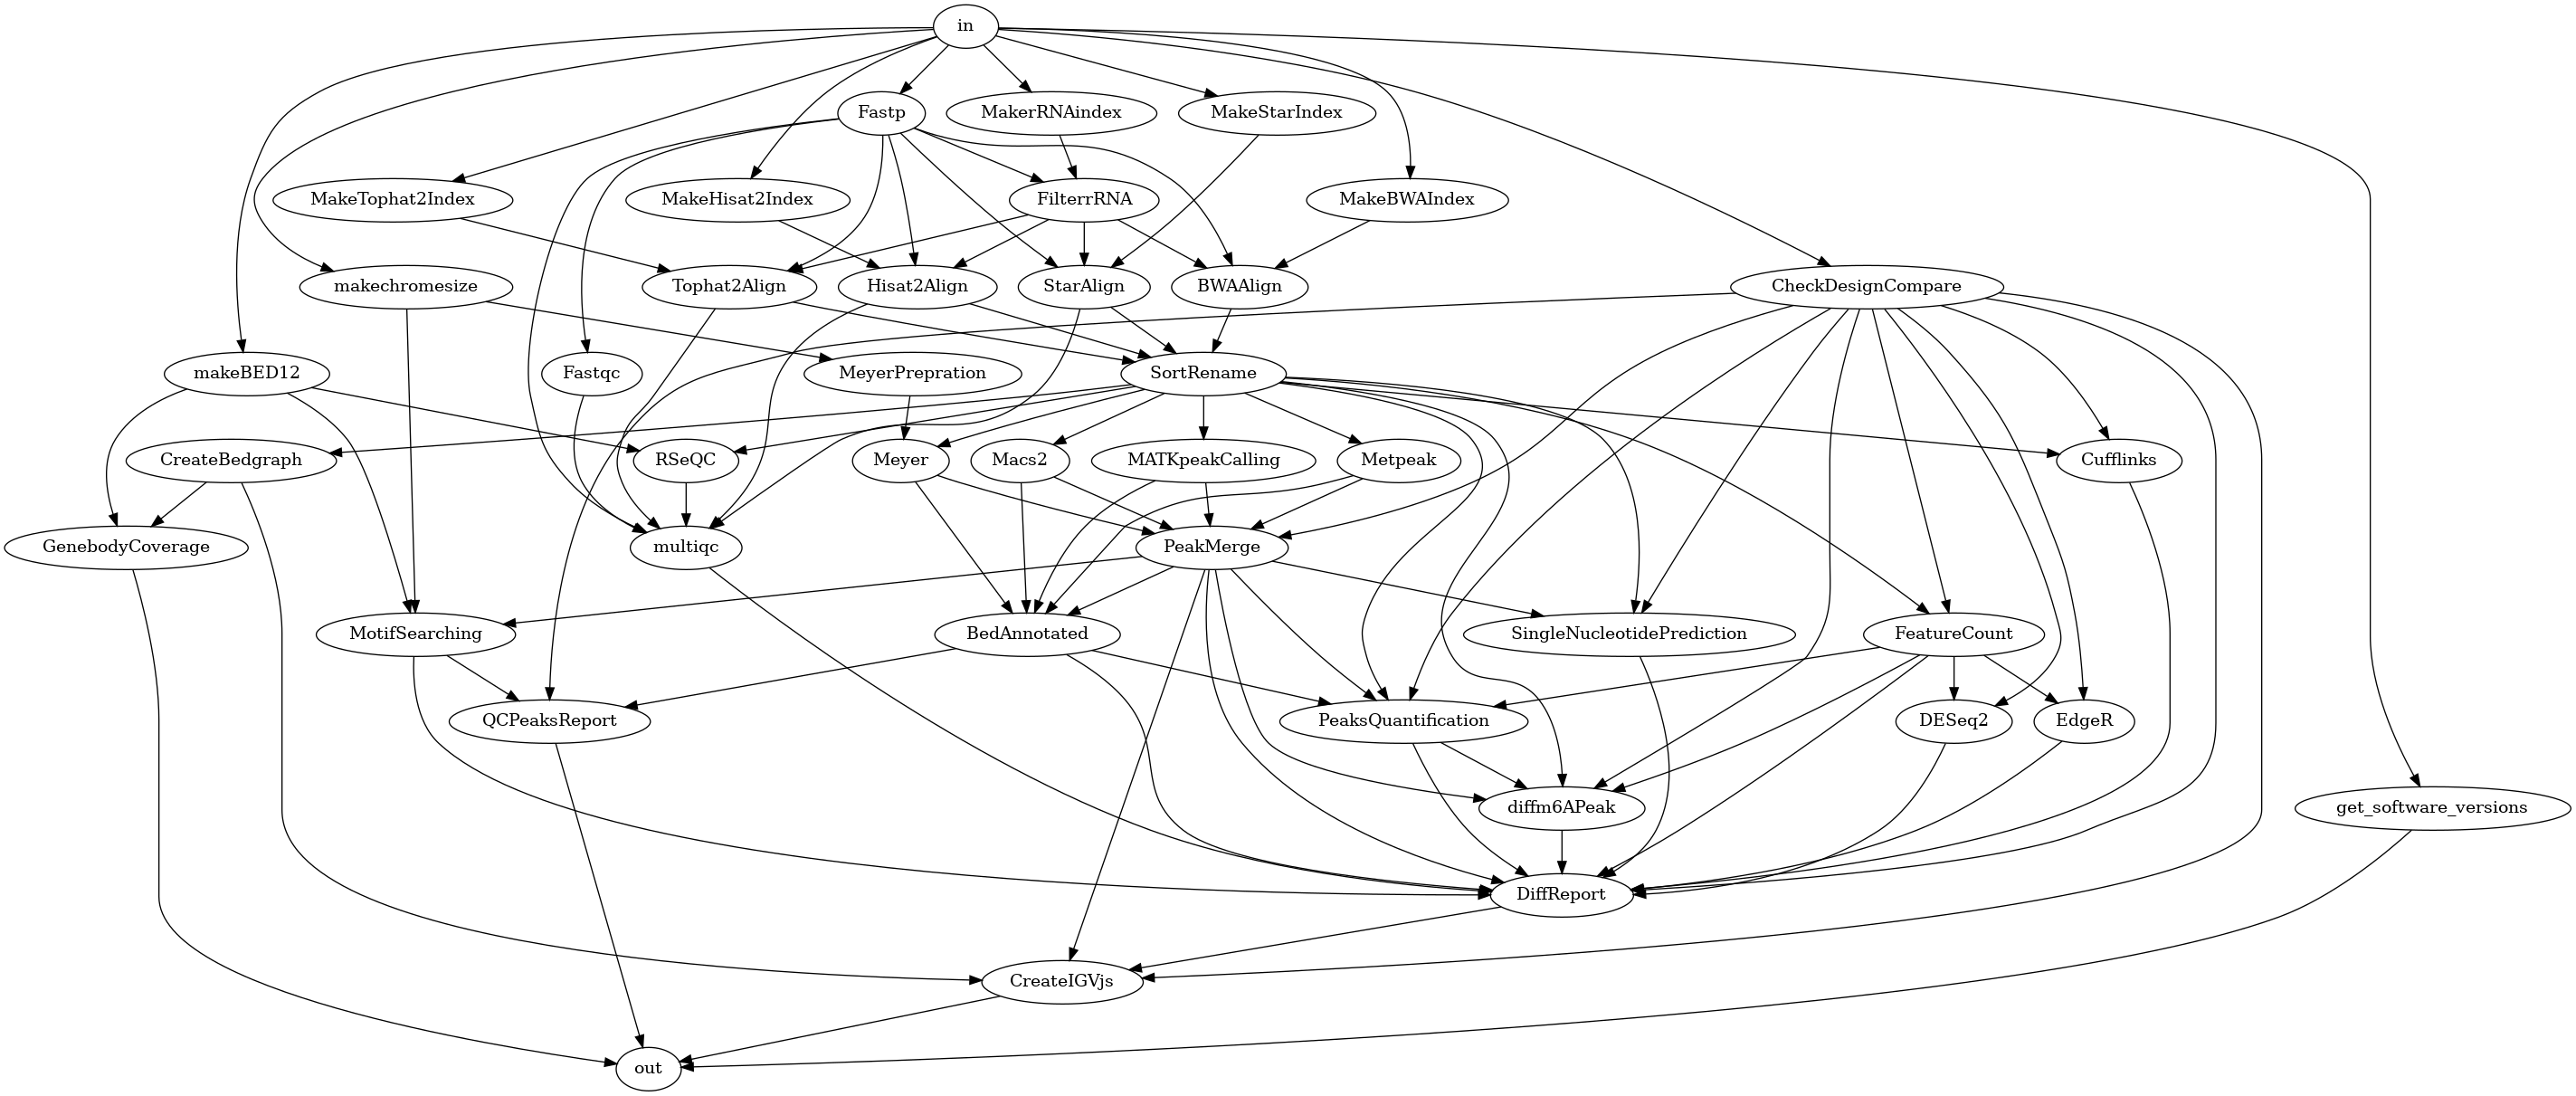 in
Fastp
MakerRNAindex
MakeStarIndex
MakeTophat2Index
MakeHisat2Index
FilterrRNA
MakeBWAIndex
makechromesize
Tophat2Align
Hisat2Align
StarAlign
BWAAlign
CheckDesignCompare
makeBED12
Fastqc
MeyerPrepration
SortRename
CreateBedgraph
RSeQC
Meyer
Macs2
MATKpeakCalling
Metpeak
Cufflinks
GenebodyCoverage
multiqc
PeakMerge
MotifSearching
BedAnnotated
SingleNucleotidePrediction
FeatureCount
QCPeaksReport
PeaksQuantification
DESeq2
EdgeR
diffm6APeak
get_software_versions
DiffReport
CreateIGVjs
out